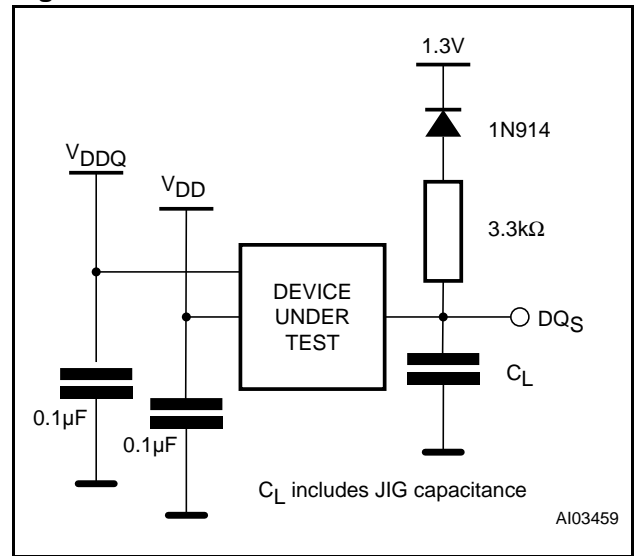 1.3V
1N914
VDDQ
VDD
3.3kΩ
DEVICE
UNDER
TEST
DQS
CL
0.1µF
0.1µF
CL includes JIG capacitance
AI03459